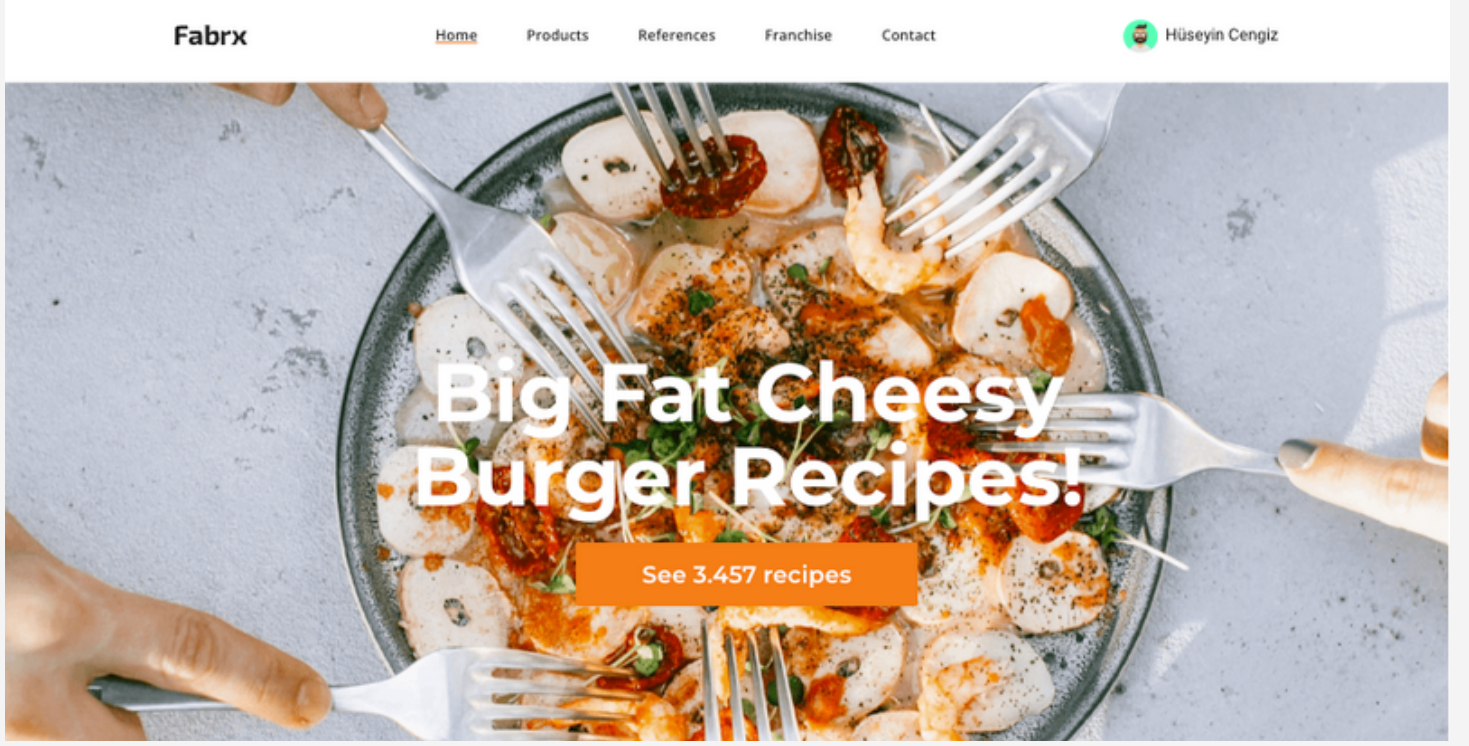 Fabrx
Home
Products
References
Franchise
Contact
Hüseyin Cengiz
Big Fat Cheesy
Burger Recipes!
See 3.457 recipes